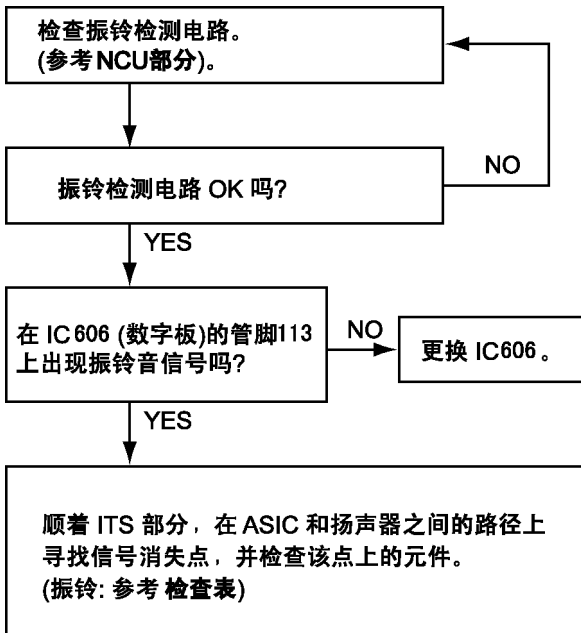 检查振铃检测电路。
(参考 NCU部分)。
振铃检测电路 OK 吗?
NO
YES
在 IC606 (数字板)的管脚113
上出现振铃音信号吗?
NO
更换 IC606。
YES
顺着 ITS 部分，在 ASIC 和扬声器之间的路径上
寻找信号消失点，并检查该点上的元件。
(振铃: 参考 检查表)